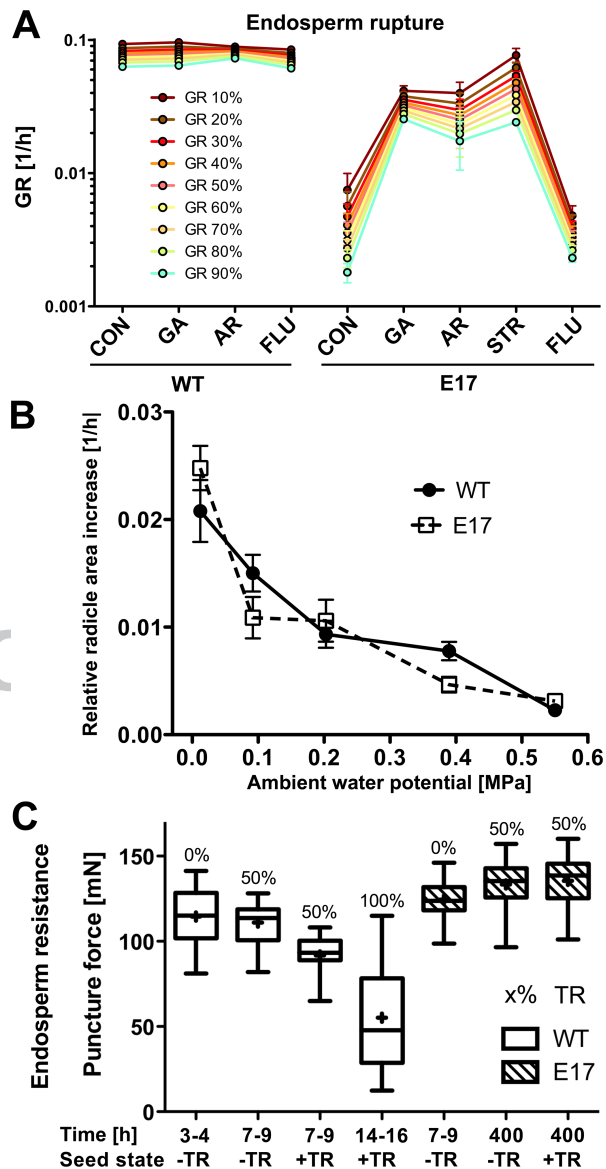 A
Endosperm rupture
GR [1/h]
0.1
0.01
0.001
GR 10%
GR 20%
GR 30%
GR 40%
GR 50%
GR 60%
GR 70%
GR 80%
GR 90%
CON GA AR FLU CON GA AR STR FLU
WT E17
B
Relative radicle area increase [1/h|
0.03
0.02
0.01
0.00
WT
E17
0.0 0.1 0.2 0.3 0.4 0.5 0.6
Ambient water potential [MPa]
C
Endosperm resistance
Puncture force [mN]
150
100
50
0
0% 50% 50% 100% 0% 50% 50%
x% TR
WT
E17
Time [h] 3-4 7-9 7-9 14-16 7-9 400 400
Seed state -TR -TR +TR +TR -TR -TR +TR